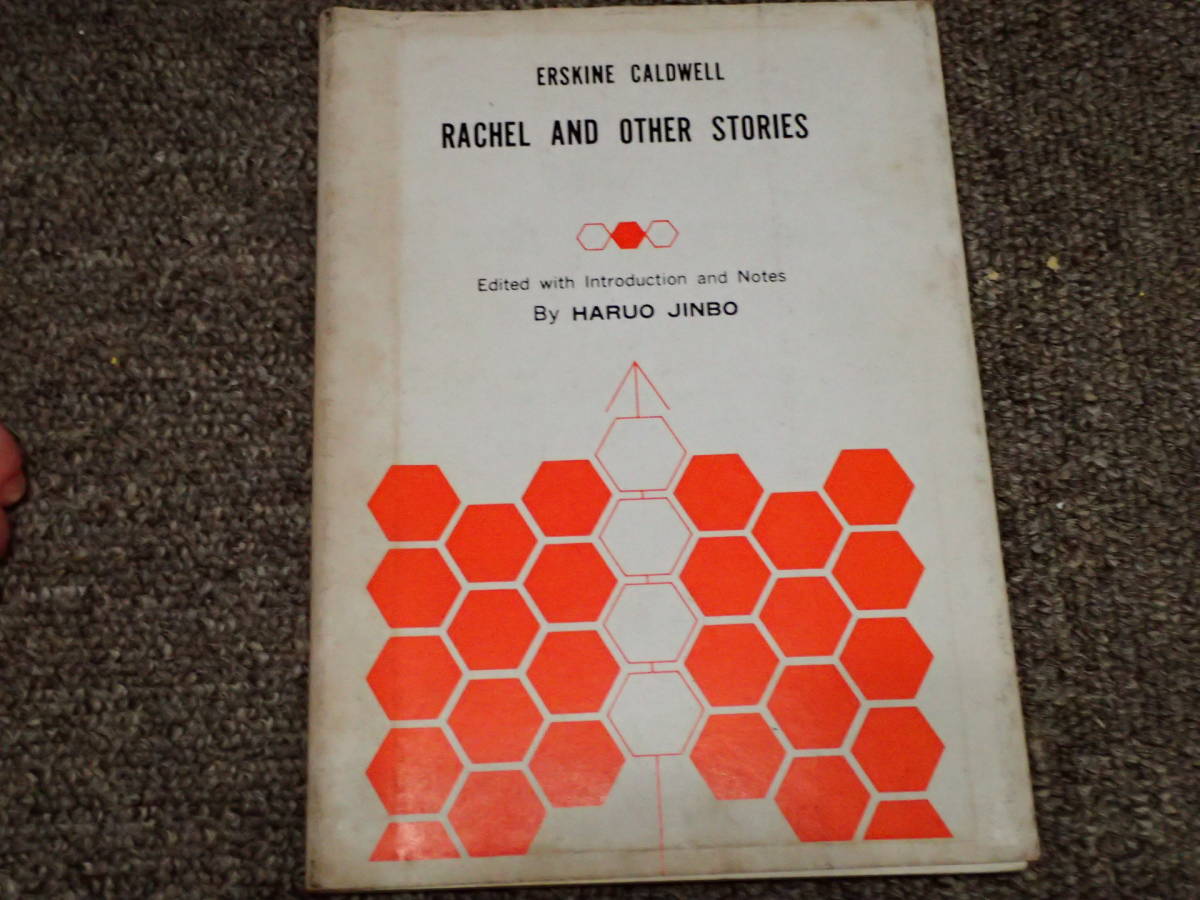 ERSKINE CALDWELL
RACHEL AND OTHER STORIES
Edited with Introduction and Notes
By HARUO JINBO